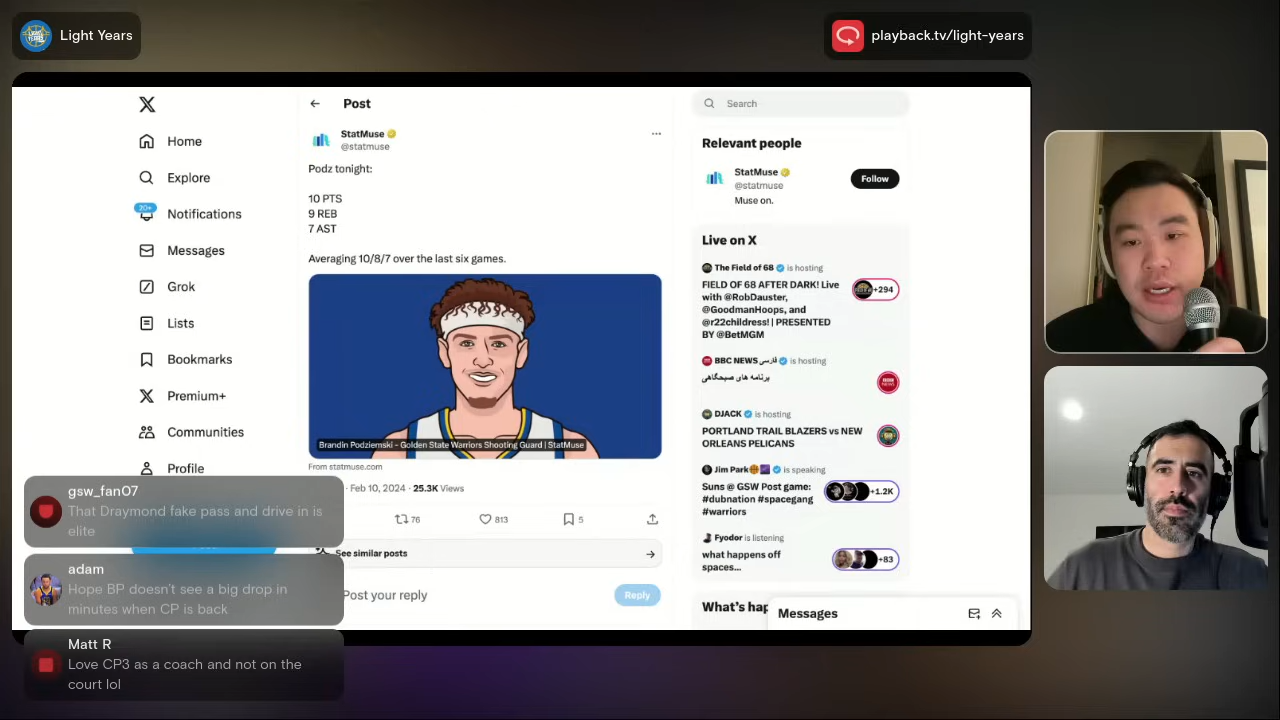 Light Years
playback.tv/light-years
Home
Explore
20+
Notifications
Messages
Grok
Lists
Bookmarks
Premium+
Communities
Profile
Post
StatMuse
@statmuse
Podz tonight:
10 PTS
9 REB
7 AST
Averaging 10/8/7 over the last six games.
Brandin Podziemski - Golden State Warriors Shooting Guard | StatMuse
From statmuse.com
· Feb 10, 2024 · 25.3K Views
76
813
5
See similar posts
Post your reply
Reply
Search
Relevant people
StatMuse
@statmuse
Muse on.
Follow
Live on X
The Field of 68 is hosting
FIELD OF 68 AFTER DARK! Live
with @RobDauster,
@GoodmanHoops, and
@r22childress! | PRESENTED
BY @BetMGM
+294
BBC NEWS فارسی is hosting
برنامه های صبحگاهی
DJACK is hosting
PORTLAND TRAIL BLAZERS vs NEW
ORLEANS PELICANS
Jim Park is speaking
Suns @ GSW Post game:
#dubnation #spacegang
#warriors
+1.2K
Fyodor is listening
what happens off
spaces...
+83
What's hap
Messages
gsw_fan07
That Draymond fake pass and drive in is
elite
adam
Hope BP doesn't see a big drop in
minutes when CP is back
Matt R
Love CP3 as a coach and not on the
court lol